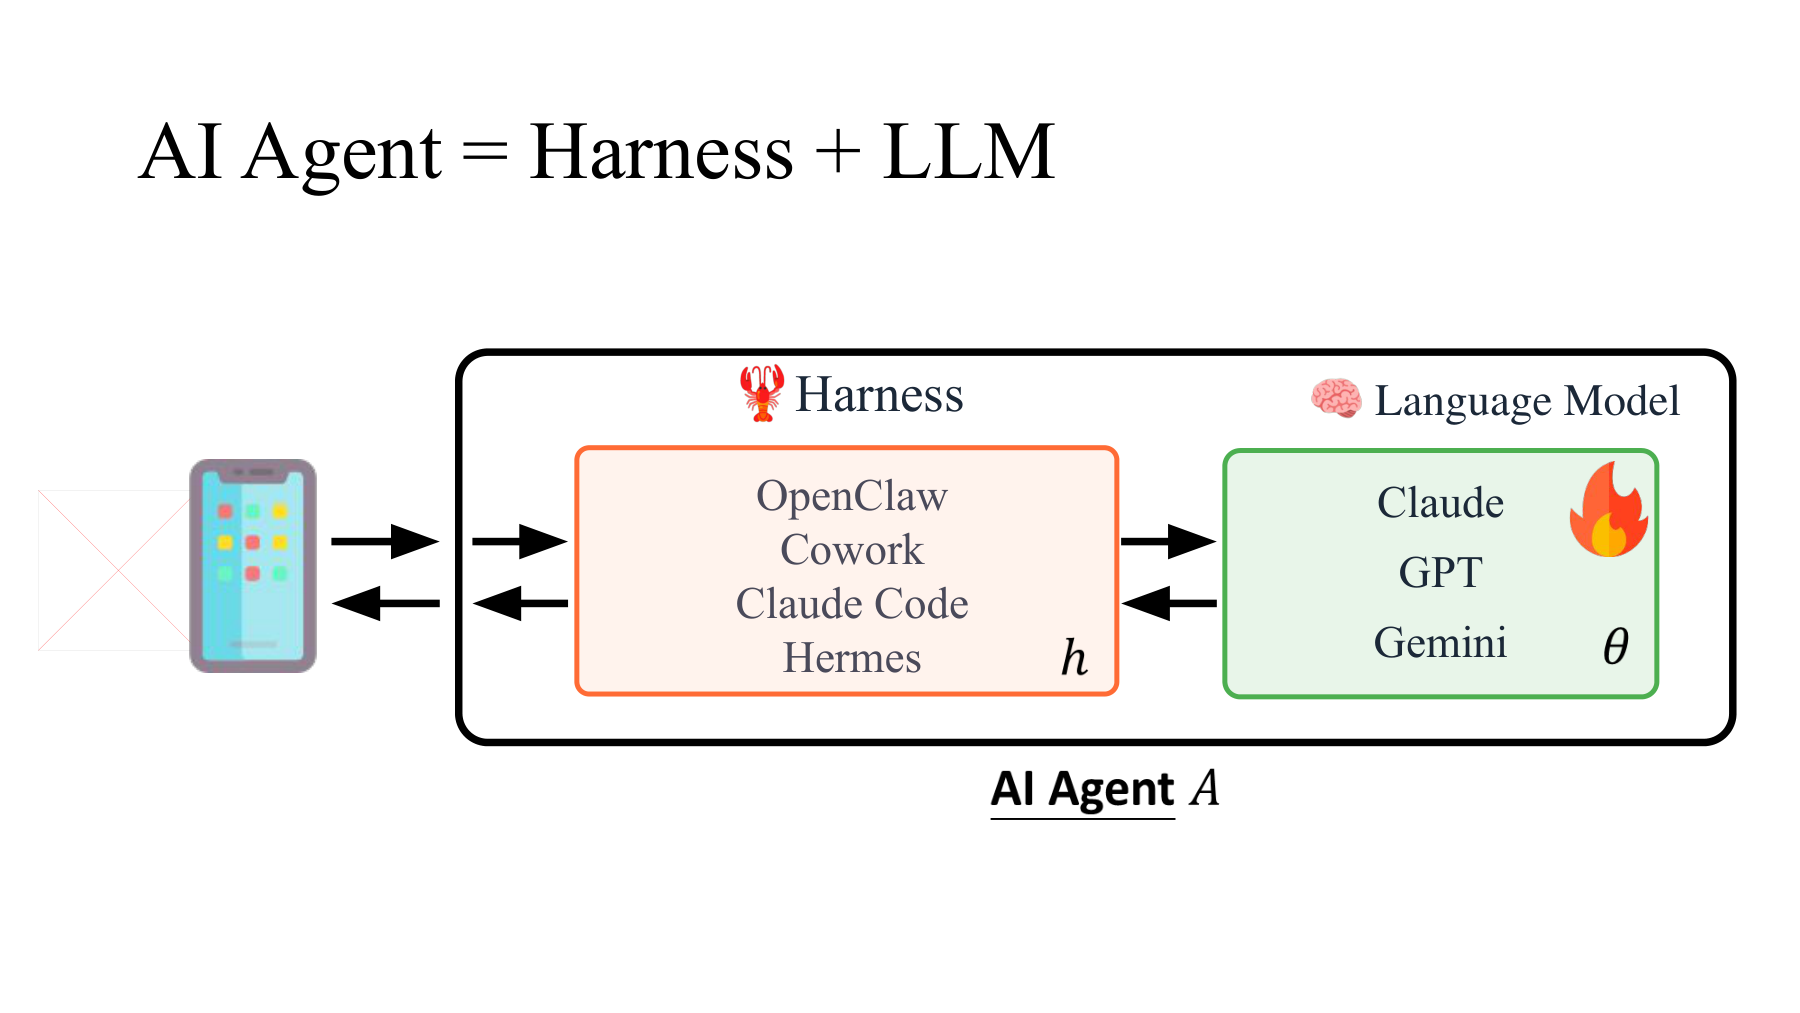 AI Agent = Harness + LLM
Harness
Language Model
OpenClaw
Cowork
Claude Code
Hermes
h
Claude
GPT
Gemini
θ
AI Agent A